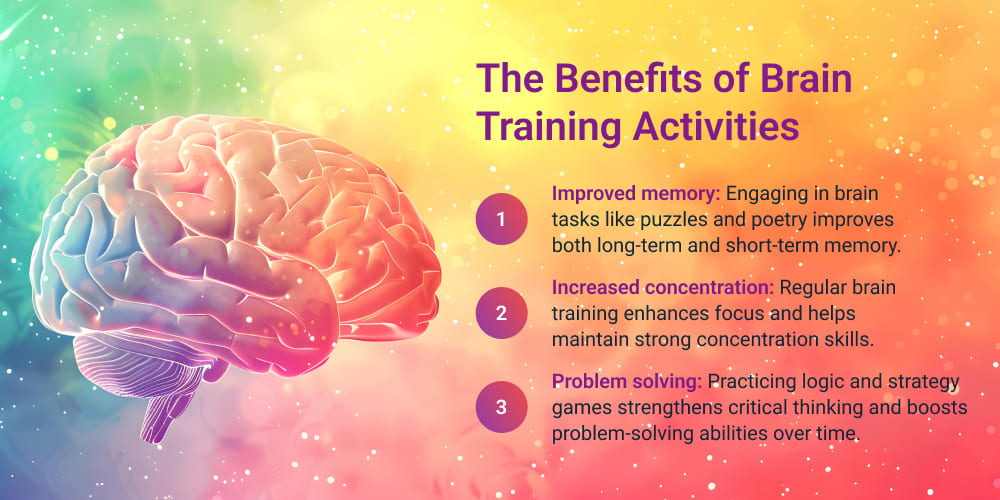 The Benefits of Brain
Training Activities
1
Improved memory: Engaging in brain
tasks like puzzles and poetry improves
both long-term and short-term memory.
2
Increased concentration: Regular brain
training enhances focus and helps
maintain strong concentration skills.
3
Problem solving: Practicing logic and strategy
games strengthens critical thinking and boosts
problem-solving abilities over time.